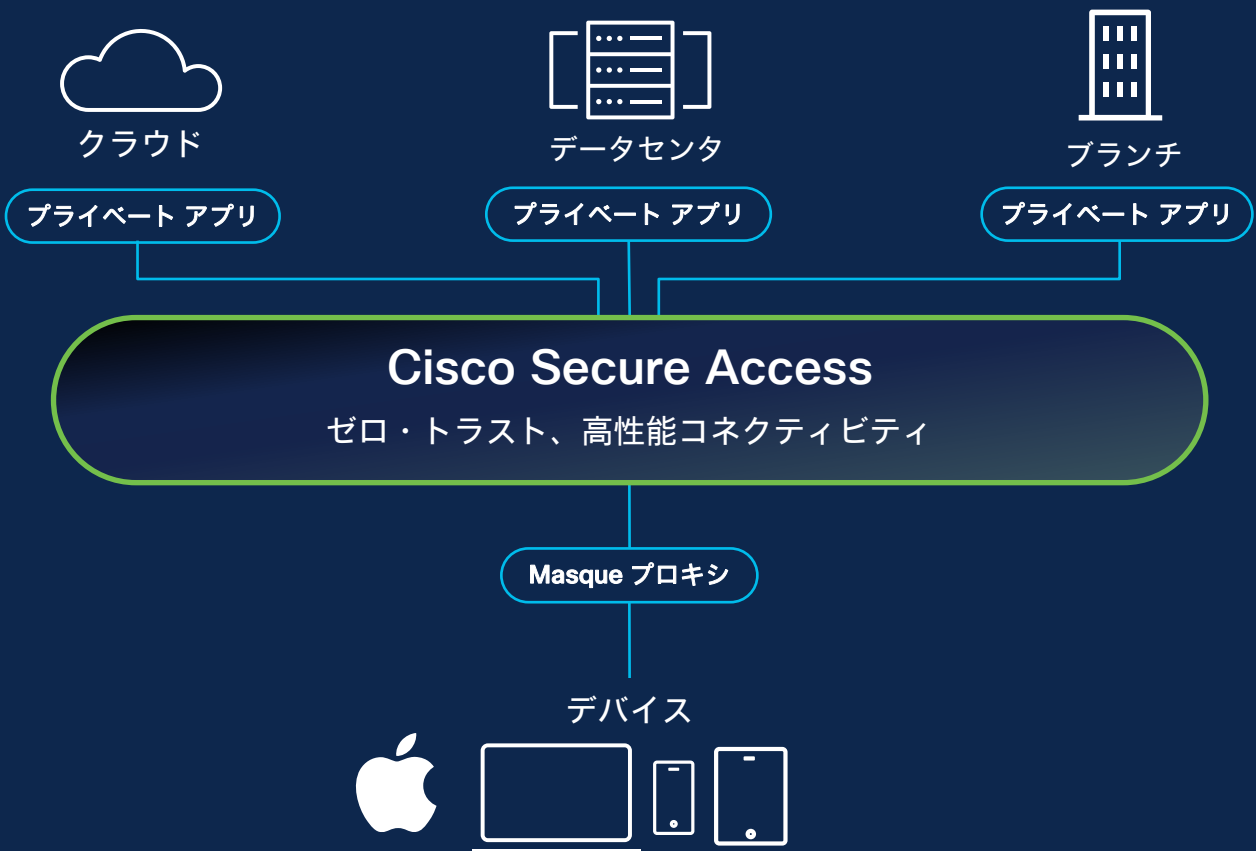 クラウド
データセンタ
ブランチ
プライベート アプリ
プライベート アプリ
プライベート アプリ
Cisco Secure Access
ゼロ・トラスト、高性能コネクティビティ
Masque プロキシ
デバイス